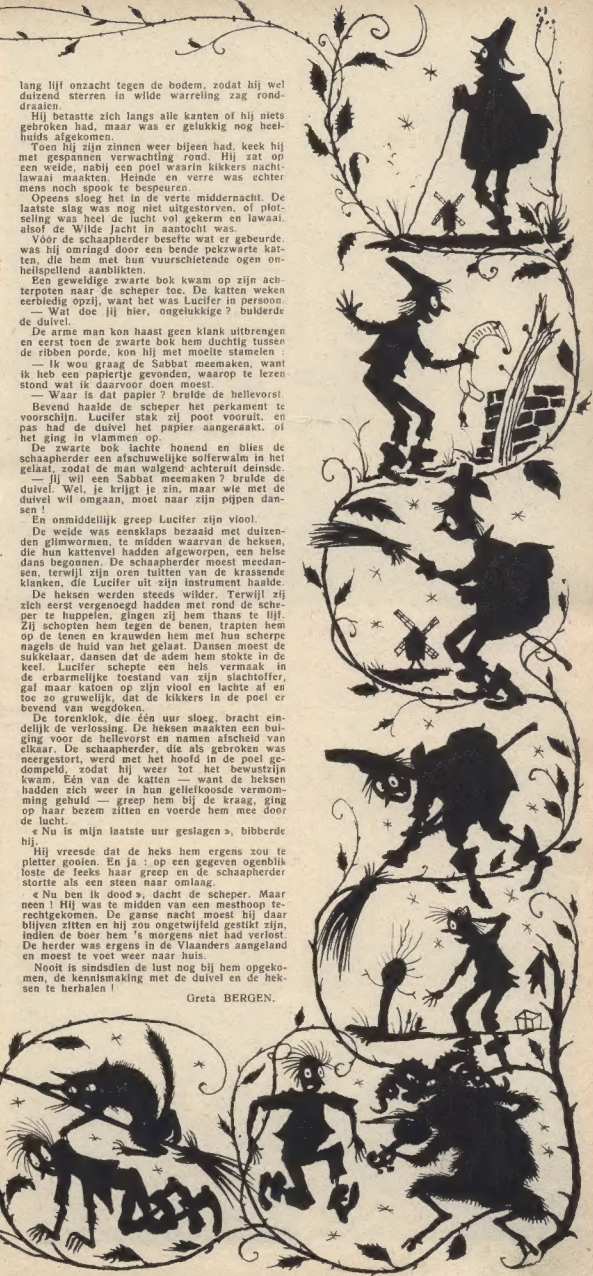 lang lijf onzacht tegen de bodem, zodat hij wel
duizend sterren in wilde warreling zag rond-
draaien.
Hij betastte zich langs alle kanten of hij niets
gebroken had, maar was er gelukkig nog heel-
huids afgekomen.
Toen hij zijn zinnen weer bijeen had, keek hij
met gespannen verwachting rond. Hij zat op
een weide, nabij een poel waarin kikkers nacht-
lawaai maakten. Heinde en verre was echter
mens noch spook te bespeuren.
Opeens sloeg het in de verte middernacht. De
laatste slag was nog niet uitgestorven, of plot-
seling was heel de lucht vol gekerm en lawaai,
alsof de Wilde Jacht in aantocht was.
Vóór de schaapherder besefte wat er gebeurde,
was hij omringd door een bende pekzwarte kat-
ten, die hem met hun vuurschietende ogen on-
heilspellend aanblikten.
Een geweldige zwarte bok kwam op zijn ach-
terpoten naar de scheper toe. De katten weken
eerbiedig opzij, want het was Lucifer in persoon.
— Wat doe jij hier, ongelukkige ? bulderde
de duivel.
De arme man kon haast geen klank uitbrengen
en eerst toen de zwarte bok hem duchtig tussen
de ribben porde, kon hij met moeite stamelen :
— Ik wou graag de Sabbat meemaken, want
ik heb een papiertje gevonden, waarop te lezen
stond wat ik daarvoor doen moest.
— Waar is dat papier ? brulde de hellevorst.
Bevend haalde de scheper het perkament te
voorschijn. Lucifer stak zij poot vooruit, en
pas had de duivel het papier aangeraakt, of
het ging in vlammen op.
De zwarte bok lachte honend en blies de
schaapherder een afschuwelijke solferwalm in het
gelaat, zodat de man walgend achteruit deinsde.
— Jij wil een Sabbat meemaken ? brulde de
duivel. Wel, je krijgt je zin, maar wie met de
duivel wil omgaan, moet naar zijn pijpen dan-
sen !
En onmiddellijk greep Lucifer zijn viool.
De weide was eensklaps bezaaid met duizen-
den glimwormen, te midden waarvan de heksen,
die hun kattenvel hadden afgeworpen, een helse
dans begonnen. De schaapherder moest meedan-
sen, terwijl zijn oren tuitten van de krassende
klanken, die Lucifer uit zijn instrument haalde.
De heksen werden steeds wilder. Terwijl zij
zich eerst vergenoegd hadden met rond de sche-
per te huppelen, gingen zij hem thans te lijf.
Zij schopten hem tegen de benen, trapten hem
op de tenen en krauwden hem met hun scherpe
nagels de huid van het gelaat. Dansen moest de
sukkelaar, dansen dat de adem hem stokte in de
keel. Lucifer schepte een hels vermaak in
de erbarmelijke toestand van zijn slachtoffer,
gaf maar katoen op zijn viool en lachte af en
toe zo gruwelijk, dat de kikkers in de poel er
bevend van wegdoken.
De torenklok, die één uur sloeg, bracht ein-
delijk de verlossing. De heksen maakten een bui-
ging voor de hellevorst en namen afscheid van
elkaar. De schaapherder, die als gebroken was
neergestort, werd met het hoofd in de poel ge-
dompeld, zodat hij weer tot het bewustzijn
kwam. Eén van de katten — want de heksen
hadden zich weer in hun geliefkoosde vermom-
ming gehuld — greep hem bij de kraag, ging
op haar bezem zitten en voerde hem mee door
de lucht.
« Nu is mijn laatste uur geslagen », bibberde
hij.
Hij vreesde dat de heks hem ergens zou te
pletter gooien. En ja : op een gegeven ogenblik
loste de feeks haar greep en de schaapherder
stortte als een steen naar omlaag.
« Nu ben ik dood », dacht de scheper. Maar
neen ! Hij was te midden van een mesthoop te-
rechtgekomen. De ganse nacht moest hij daar
blijven zitten en hij zou ongetwijfeld gestikt zijn,
indien de boer hem 's morgens niet had verlost.
De herder was ergens in de Vlaanders aangeland
en moest te voet weer naar huis.
Nooit is sindsdien de lust nog bij hem opgeko-
men, de kennismaking met de duivel en de hek-
sen te herhalen !
Greta BERGEN.